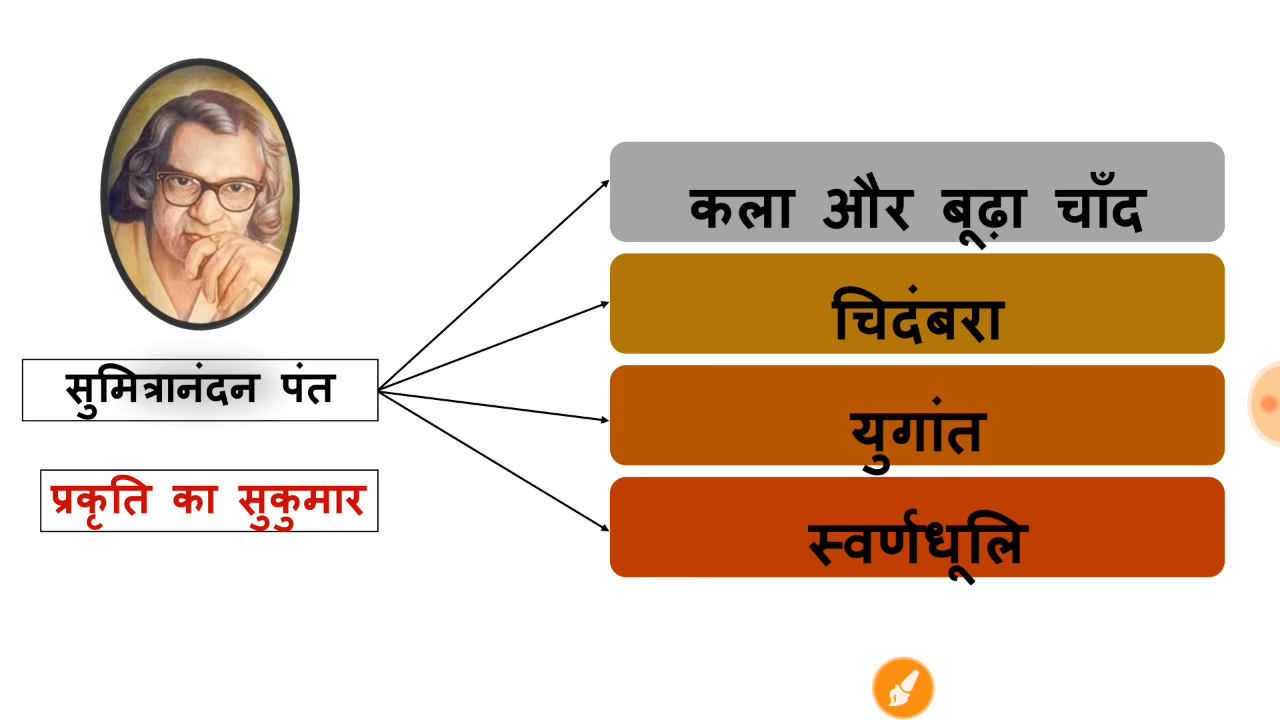 सुमित्रानंदन पंत
प्रकृति का सुकुमार
कला और बूढ़ा चाँद
चिदंबरा
युगांत
स्वर्णधूलि